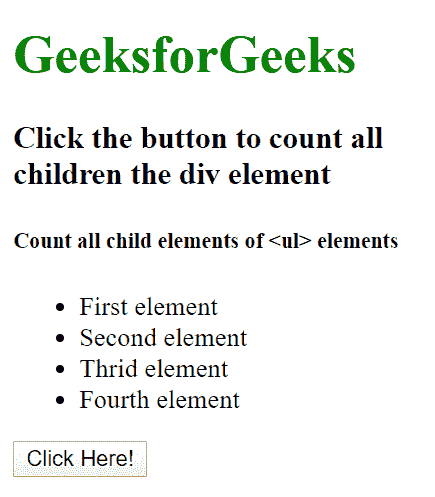 GeeksforGeeks
Click the button to count all
children the div element
Count all child elements of <ul> elements
First element
Second element
Thrid element
Fourth element
Click Here!